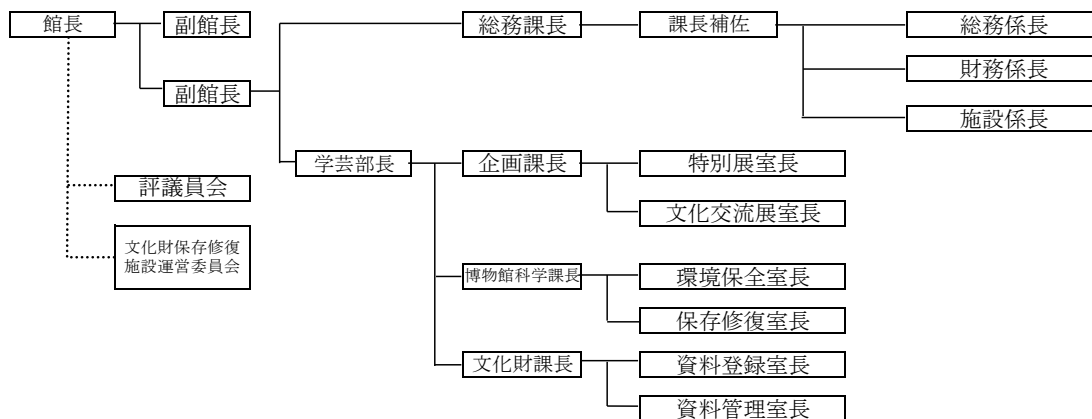 館長
副館長
総務課長
課長補佐
総務係長
財務係長
副館長
施設係長
学芸部長
企画課長
特別展室長
評議員会
文化交流展室長
文化財保存修復
施設運営委員会
博物館科学課長
環境保全室長
保存修復室長
文化財課長
資料登録室長
資料管理室長